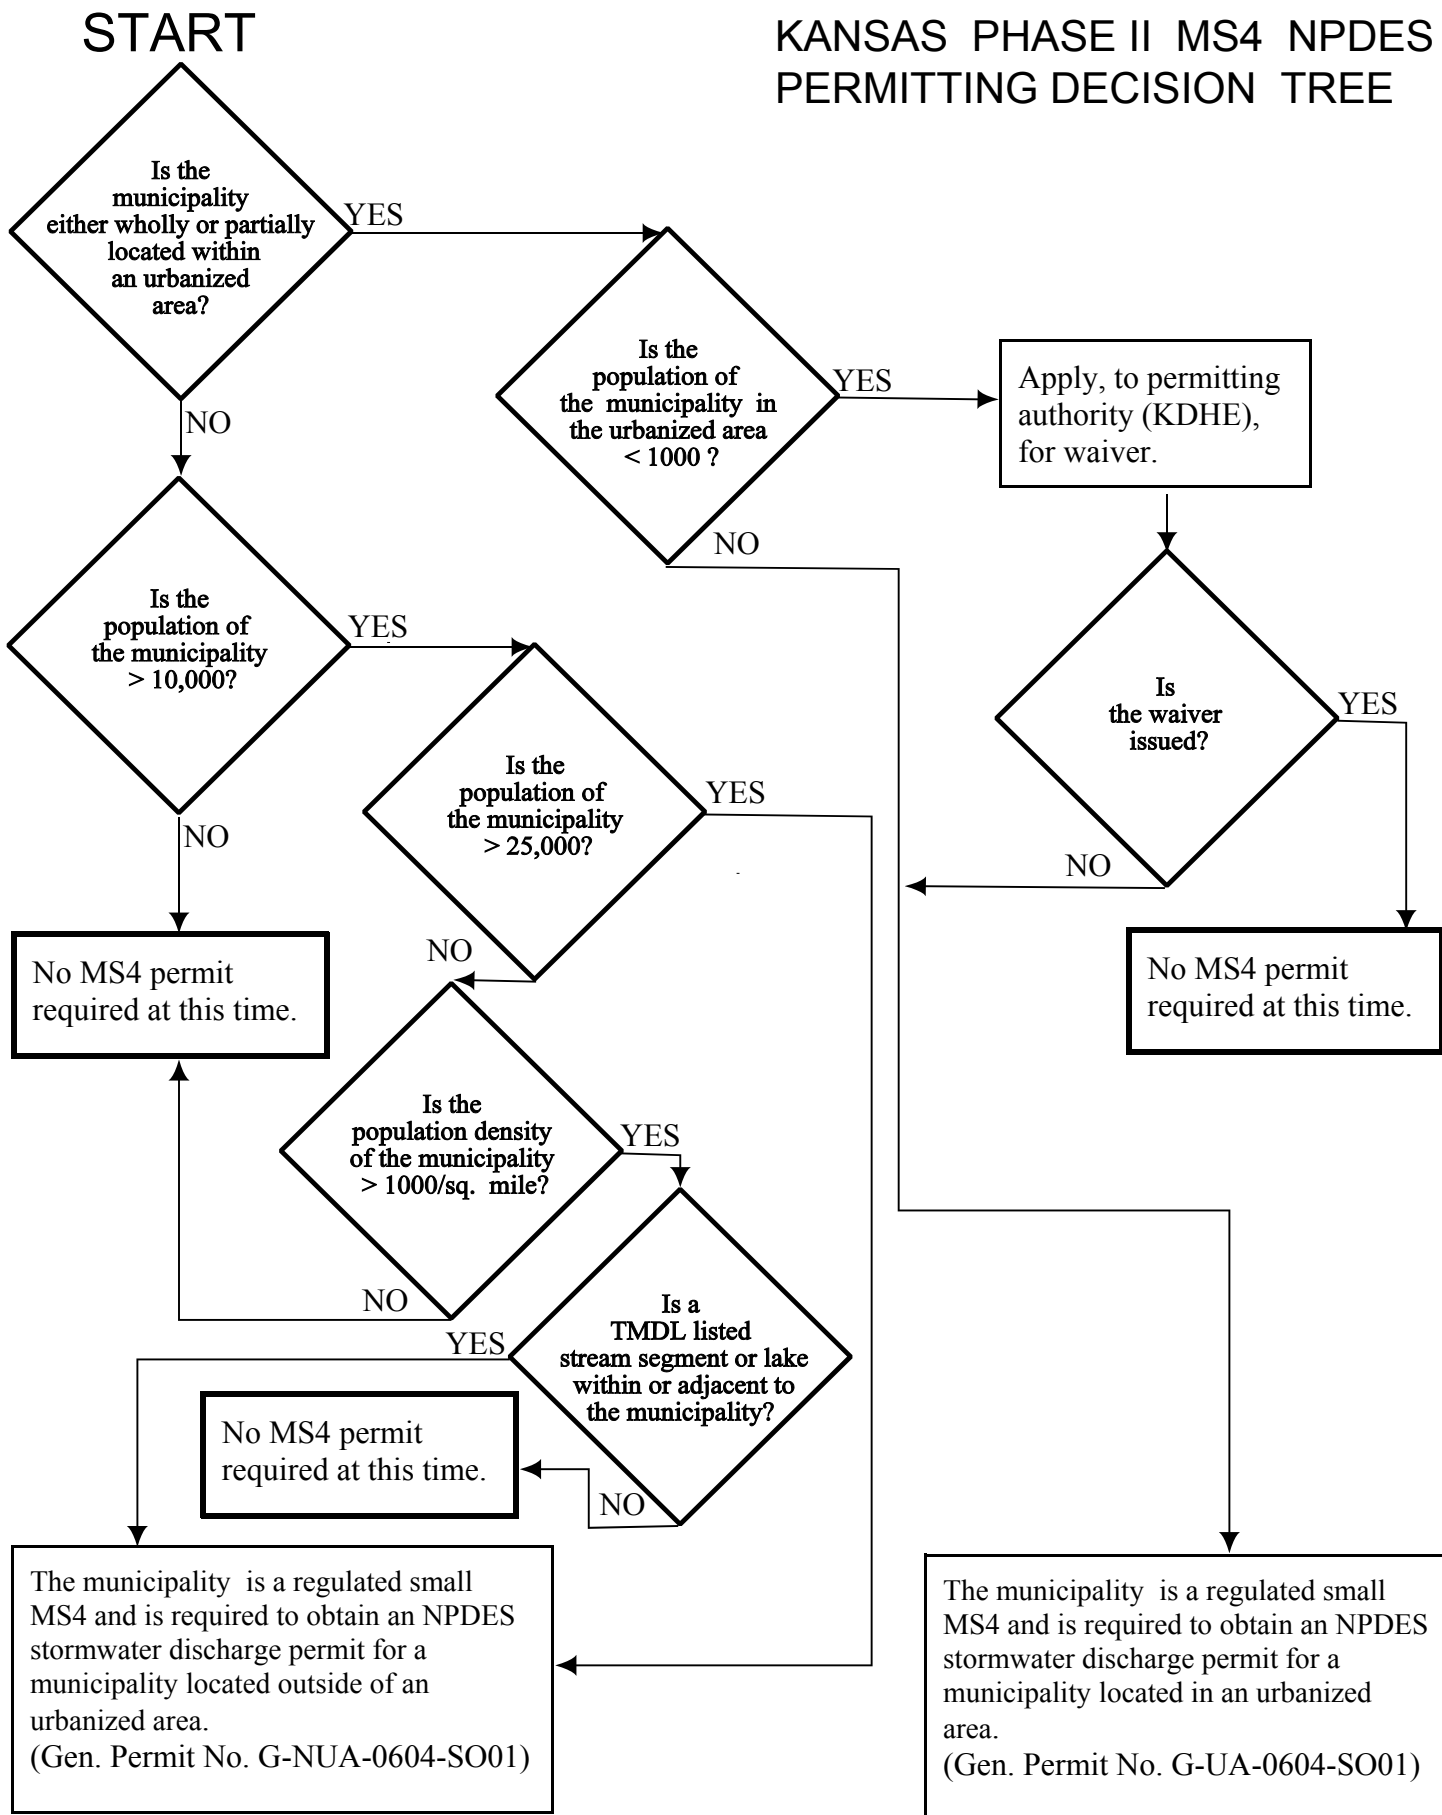 START
KANSAS PHASE II MS4 NPDES
PERMITTING DECISION TREE
Is the
municipality
either wholly or partially
located within
an urbanized
area?
YES
NO
Is the
population of
the municipality in
the urbanized area
< 1000 ?
YES
NO
Apply, to permitting
authority (KDHE),
for waiver.
Is
the waiver
issued?
YES
NO
No MS4 permit
required at this time.
Is the
population of
the municipality
> 10,000?
YES
NO
Is the
population of
the municipality
> 25,000?
YES
NO
No MS4 permit
required at this time.
Is the
population density
of the municipality
> 1000/sq. mile?
YES
NO
Is a
TMDL listed
stream segment or lake
within or adjacent to
the municipality?
YES
NO
No MS4 permit
required at this time.
The municipality is a regulated small
MS4 and is required to obtain an NPDES
stormwater discharge permit for a
municipality located outside of an
urbanized area.
(Gen. Permit No. G-NUA-0604-SO01)
The municipality is a regulated small
MS4 and is required to obtain an NPDES
stormwater discharge permit for a
municipality located in an urbanized
area.
(Gen. Permit No. G-UA-0604-SO01)